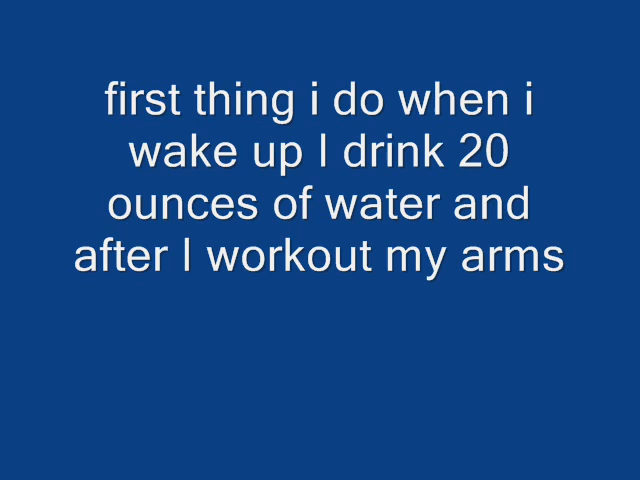 first thing i do when i
wake up I drink 20
ounces of water and
after I workout my arms